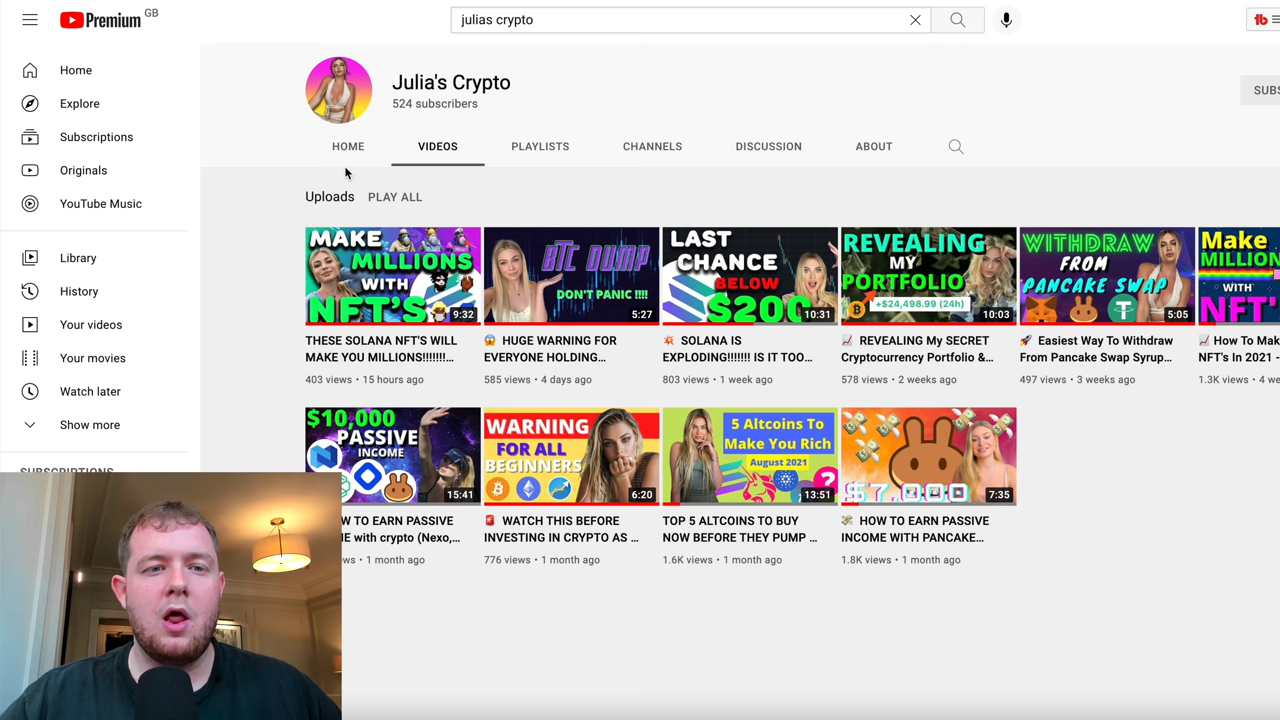 Premium GB
julias crypto
Home
Explore
Subscriptions
Originals
YouTube Music
Library
History
Your videos
Your movies
Watch later
Show more
SUBSCRIPTIONS
Julia's Crypto
524 subscribers
HOME
VIDEOS
PLAYLISTS
CHANNELS
DISCUSSION
ABOUT
Uploads
PLAY ALL
MAKE
MILLIONS
WITH
NFT'S
9:32
THESE SOLANA NFT'S WILL
MAKE YOU MILLIONS!!!!!!!...
403 views • 15 hours ago
BTC DUMP
DON'T PANIC !!!!
5:27
HUGE WARNING FOR
EVERYONE HOLDING...
585 views • 4 days ago
LAST
CHANCE
BELOW
$200
10:31
SOLANA IS
EXPLODING!!!!!!! IS IT TOO...
803 views • 1 week ago
REVEALING
MY
PORTFOLIO
+$24,498.99 (24h)
10:03
REVEALING My SECRET
Cryptocurrency Portfolio &...
578 views • 2 weeks ago
WITHDRAW
FROM
PANCAKE SWAP
5:05
Easiest Way To Withdraw
From Pancake Swap Syrup...
497 views • 3 weeks ago
Make
MILLION
WITH
NFT'
How To Mak
NFT's In 2021 -
1.3K views • 4 we
$10,000
PASSIVE
INCOME
15:41
W TO EARN PASSIVE
E with crypto (Nexo,...
ws • 1 month ago
WARNING
FOR ALL
BEGINNERS
6:20
WATCH THIS BEFORE
INVESTING IN CRYPTO AS ...
776 views • 1 month ago
5 Altcoins To
Make You Rich
August 2021
13:51
TOP 5 ALTCOINS TO BUY
NOW BEFORE THEY PUMP ...
1.6K views • 1 month ago
$7,000
7:35
HOW TO EARN PASSIVE
INCOME WITH PANCAKE...
1.8K views • 1 month ago
SUBS